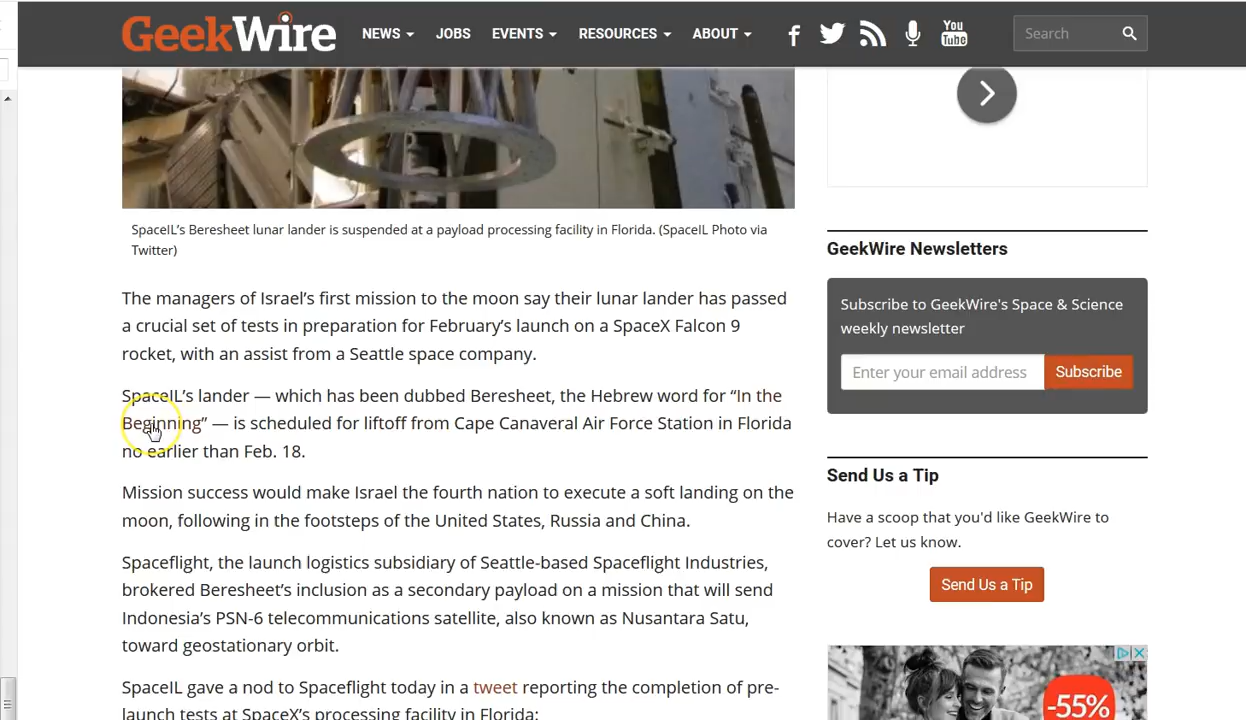 GeekWire NEWS JOBS EVENTS RESOURCES ABOUT You Tube Search
SpaceIL’s Beresheet lunar lander is suspended at a payload processing facility in Florida. (SpaceIL Photo via
Twitter)
The managers of Israel’s first mission to the moon say their lunar lander has passed
a crucial set of tests in preparation for February’s launch on a SpaceX Falcon 9
rocket, with an assist from a Seattle space company.
SpaceIL’s lander — which has been dubbed Beresheet, the Hebrew word for “In the
Beginning” — is scheduled for liftoff from Cape Canaveral Air Force Station in Florida
no earlier than Feb. 18.
Mission success would make Israel the fourth nation to execute a soft landing on the
moon, following in the footsteps of the United States, Russia and China.
Spaceflight, the launch logistics subsidiary of Seattle-based Spaceflight Industries,
brokered Beresheet’s inclusion as a secondary payload on a mission that will send
Indonesia’s PSN-6 telecommunications satellite, also known as Nusantara Satu,
toward geostationary orbit.
SpaceIL gave a nod to Spaceflight today in a tweet reporting the completion of pre-
launch tests at SpaceX’s processing facility in Florida:
GeekWire Newsletters
Subscribe to GeekWire's Space & Science
weekly newsletter
Enter your email address Subscribe
Send Us a Tip
Have a scoop that you'd like GeekWire to
cover? Let us know.
Send Us a Tip
-55%